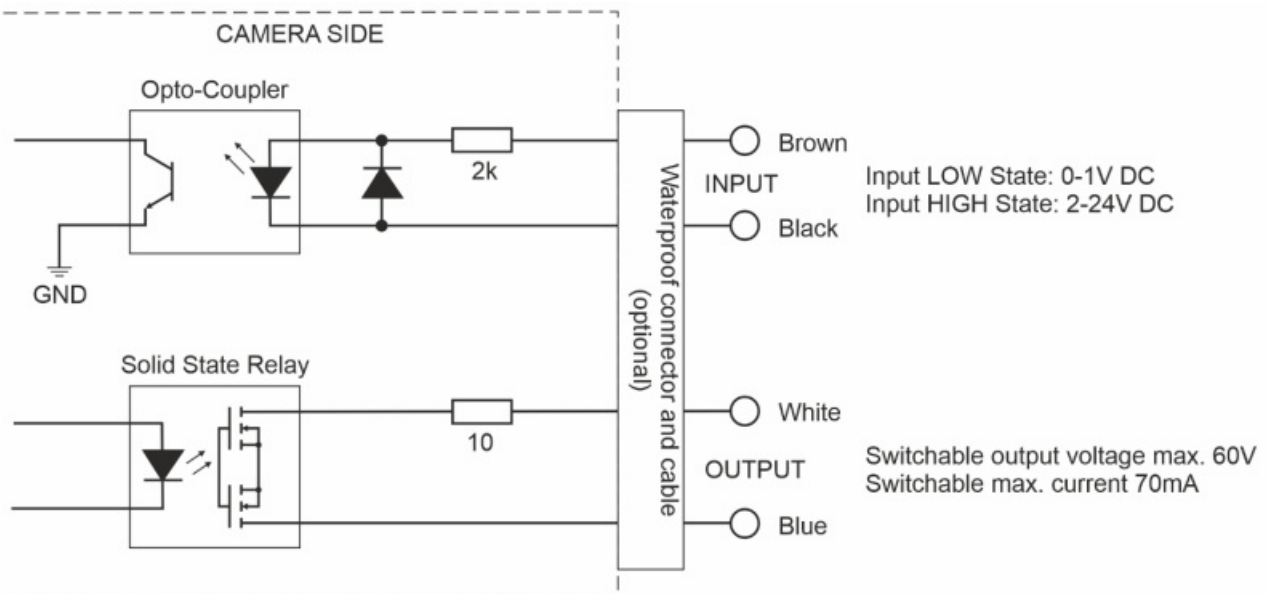 CAMERA SIDE
Opto-Coupler
2k
GND
Brown
INPUT
Black
Input LOW State: 0-1V DC
Input HIGH State: 2-24V DC
Waterproof connector and cable
(optional)
Solid State Relay
10
White
OUTPUT
Blue
Switchable output voltage max. 60V
Switchable max. current 70mA